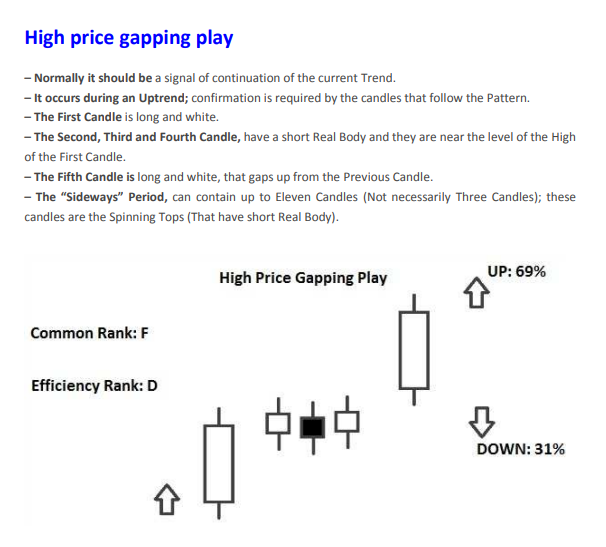 High price gapping play
– Normally it should be a signal of continuation of the current Trend.
– It occurs during an Uptrend; confirmation is required by the candles that follow the Pattern.
– The First Candle is long and white.
– The Second, Third and Fourth Candle, have a short Real Body and they are near the level of the High
of the First Candle.
– The Fifth Candle is long and white, that gaps up from the Previous Candle.
– The “Sideways” Period, can contain up to Eleven Candles (Not necessarily Three Candles); these
candles are the Spinning Tops (That have short Real Body).
High Price Gapping Play
UP: 69%
Common Rank: F
Efficiency Rank: D
DOWN: 31%